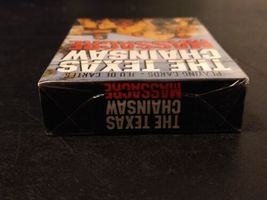 PLAYING CARDS · JEU DE CARTES
THE TEXAS
CHAINSAW
MASSACRE
THE TEXAS
CHAINSAW
MASSACRE